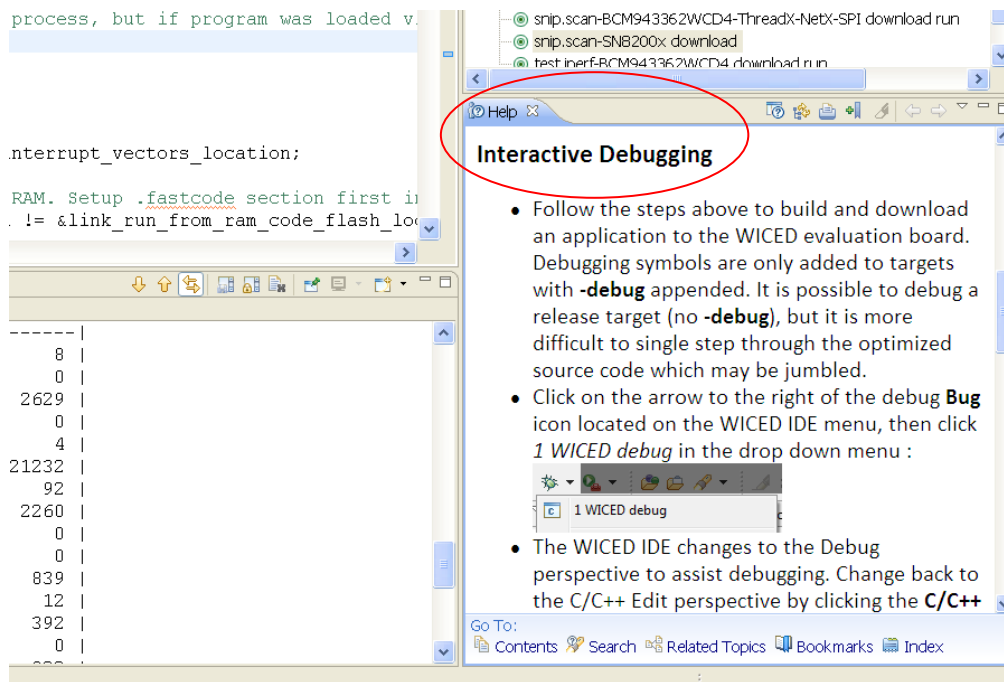 process, but if program was loaded v
interrupt_vectors_location;
RAM. Setup .fastcode section first i
!= &link_run_from_ram_code_flash_lo
------|
8 |
0 |
2629 |
0 |
4 |
21232 |
92 |
2260 |
0 |
0 |
839 |
12 |
392 |
0 |
snip.scan-BCM943362WCD4-ThreadX-NetX-SPI download run
snip.scan-SN8200x download
test.iperf-BCM943362WCD4 download run
Help
Interactive Debugging
• Follow the steps above to build and download
an application to the WICED evaluation board.
Debugging symbols are only added to targets
with -debug appended. It is possible to debug a
release target (no -debug), but it is more
difficult to single step through the optimized
source code which may be jumbled.
• Click on the arrow to the right of the debug Bug
icon located on the WICED IDE menu, then click
1 WICED debug in the drop down menu :
1 WICED debug
• The WICED IDE changes to the Debug
perspective to assist debugging. Change back to
the C/C++ Edit perspective by clicking the C/C++
Go To:
Contents Search Related Topics Bookmarks Index